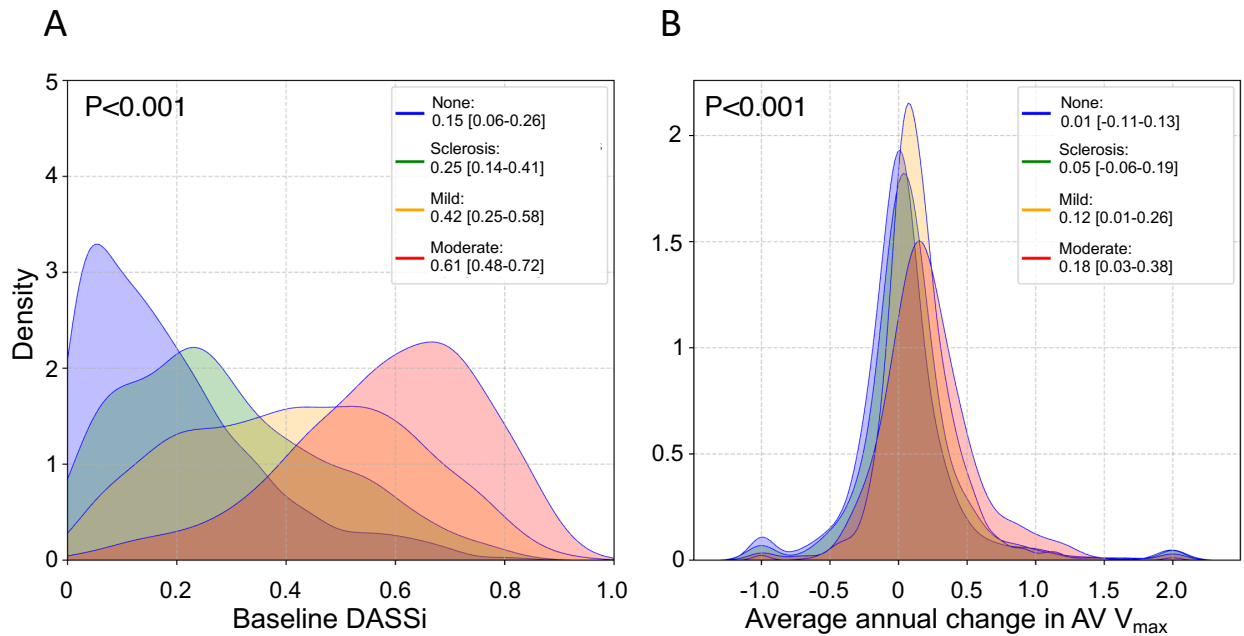 A
P<0.001
None:
0.15 [0.06-0.26]
Sclerosis:
0.25 [0.14-0.41]
Mild:
0.42 [0.25-0.58]
Moderate:
0.61 [0.48-0.72]
5
4
3
2
1
0
Density
0 0.2 0.4 0.6 0.8 1.0
Baseline DASSi
B
P<0.001
None:
0.01 [-0.11-0.13]
Sclerosis:
0.05 [-0.06-0.19]
Mild:
0.12 [0.01-0.26]
Moderate:
0.18 [0.03-0.38]
2
1.5
1
0.5
0
-1.0 -0.5 0 0.5 1.0 1.5 2.0
Average annual change in AV Vmax